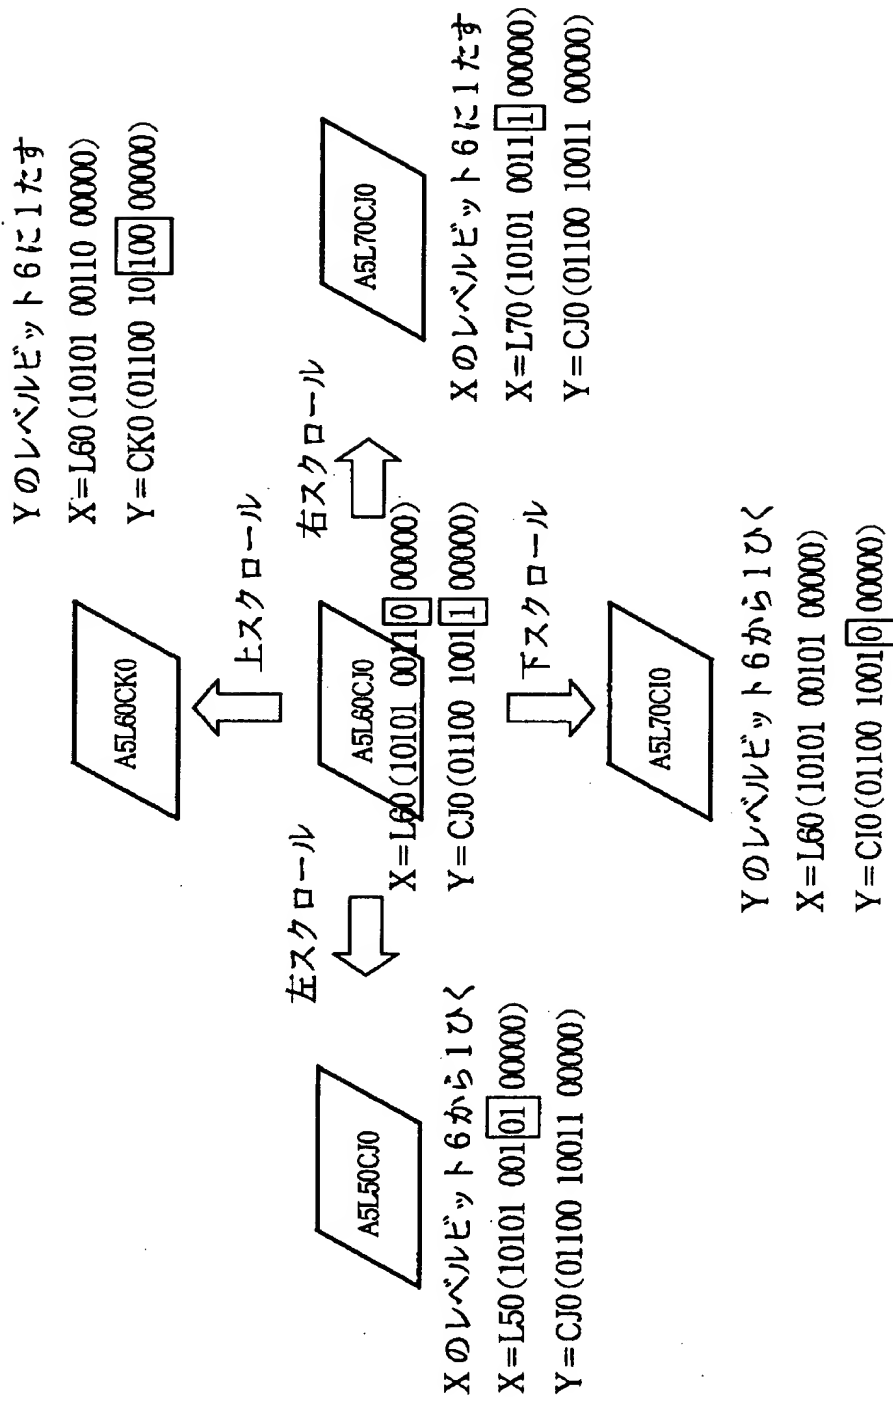 Yのレベルビット6に1たす
X=L60(10101 00110 00000)
Y=CK0(01100 10100 00000)
A5L60CK0
上スクロール
左スクロール
右スクロール
A5L50CJ0
Xのレベルビット6から1ひく
X=L50(10101 00101 00000)
Y=CJ0(01100 10011 00000)
A5L60CJ0
X=L60(10101 00110 00000)
Y=CJ0(01100 10011 00000)
A5L70CJ0
Xのレベルビット6に1たす
X=L70(10101 00111 00000)
Y=CJ0(01100 10011 00000)
下スクロール
A5L70CI0
Yのレベルビット6から1ひく
X=L60(10101 00101 00000)
Y=CI0(01100 10010 00000)